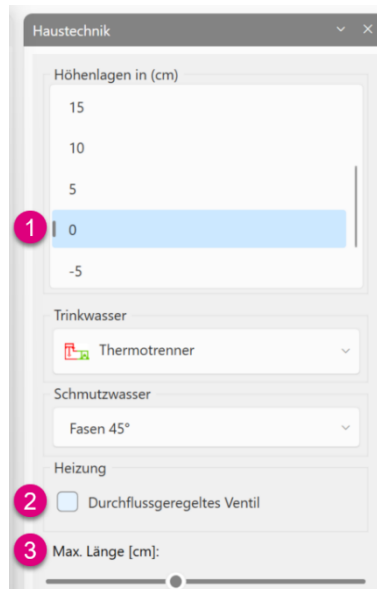 Haustechnik
Höhenlagen in (cm)
15
10
5
1 0
-5
Trinkwasser
Thermotrenner
Schmutzwasser
Fasen 45°
Heizung
2 Durchflussgeregeltes Ventil
3 Max. Länge [cm]: